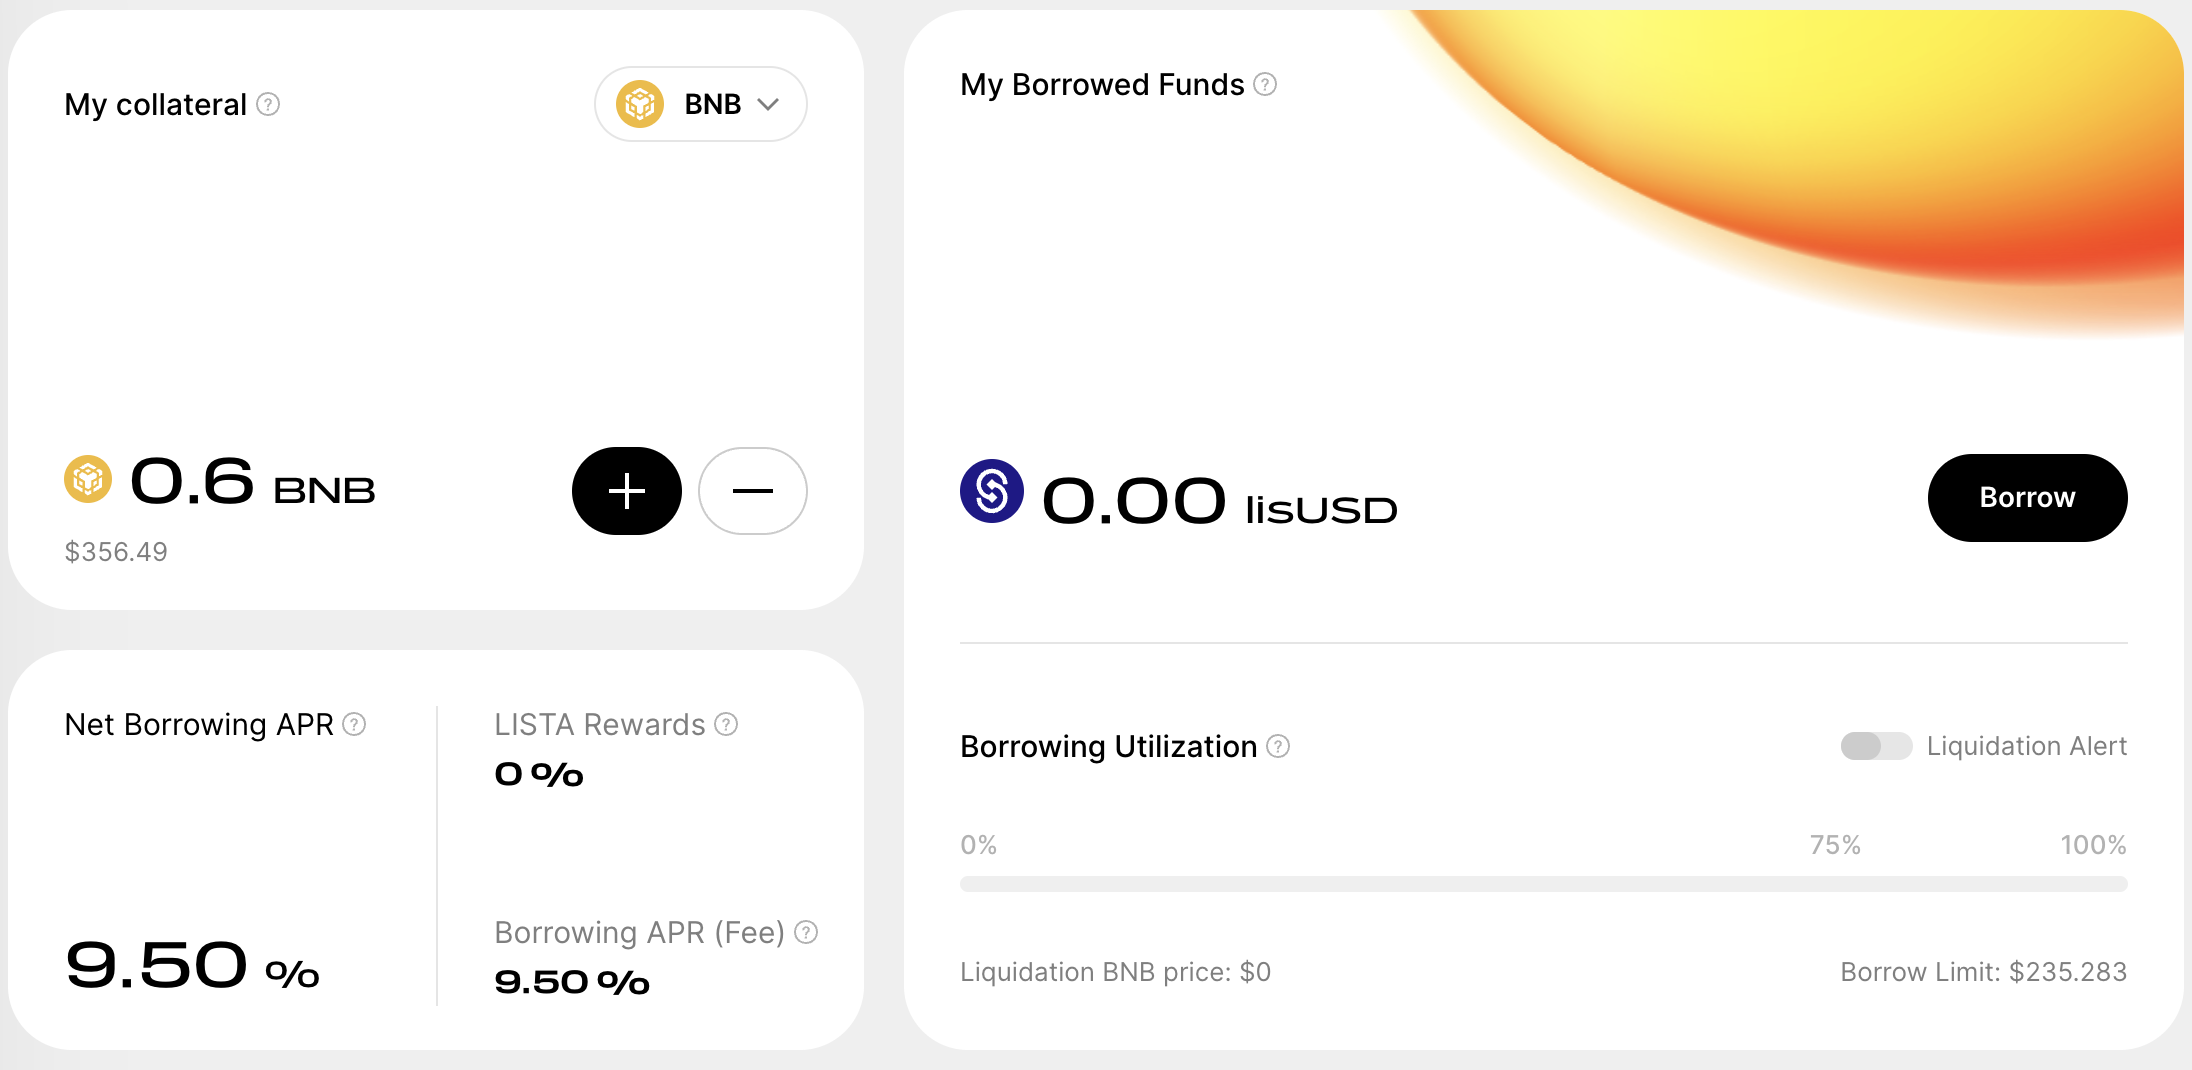 My collateral
BNB
0.6 BNB
$356.49
Net Borrowing APR
9.50 %
LISTA Rewards
0 %
Borrowing APR (Fee)
9.50 %
My Borrowed Funds
0.00 lisUSD
Borrow
Borrowing Utilization
Liquidation Alert
0% 75% 100%
Liquidation BNB price: $0
Borrow Limit: $235.283